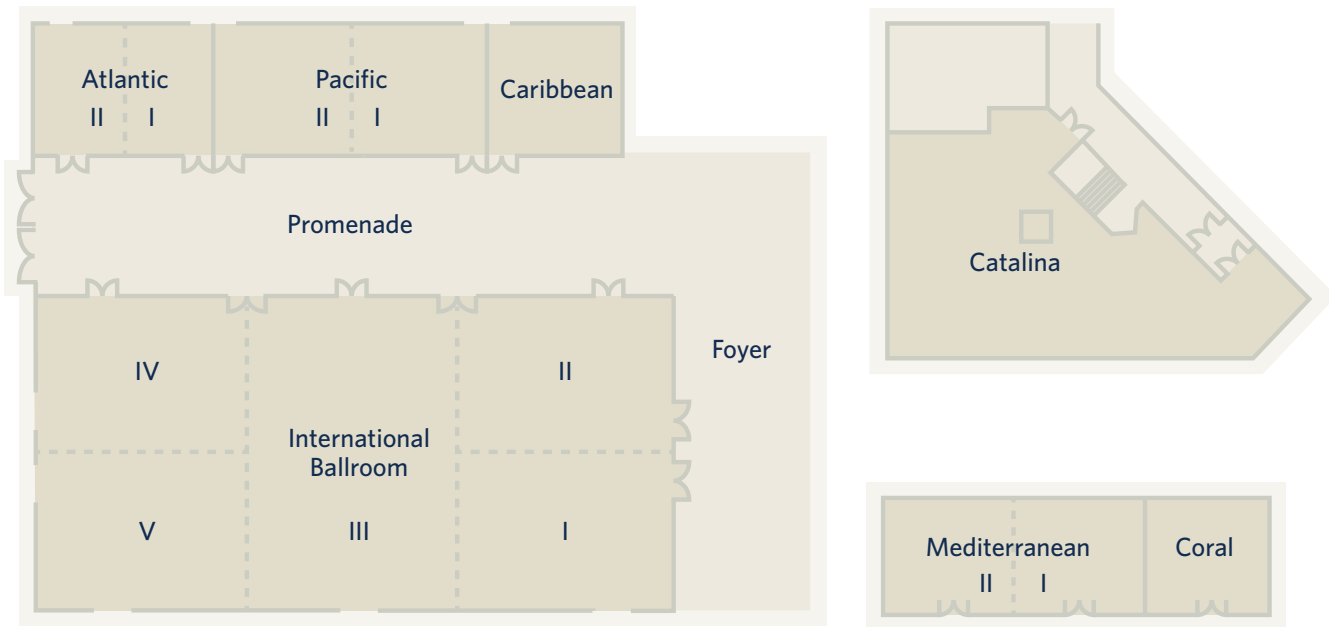 Atlantic
II I
Pacific
II I
Caribbean
Promenade
IV
II
Foyer
International
Ballroom
V
III
I
Catalina
Mediterranean
II I
Coral